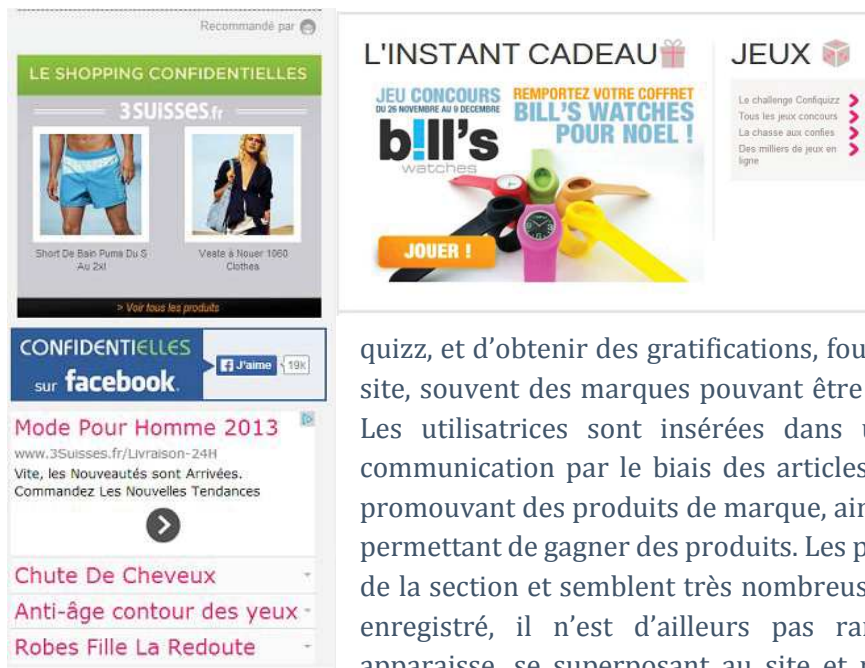 Recommandé par
LE SHOPPING CONFIDENTIELLES
3SUISSES.fr
Short De Bain Puma Du S
Au 2xl
Veste à Nouer 1060
Clothes
> Voir tous les produits
CONFIDENTIELLES
sur facebook.
J'aime 19K
Mode Pour Homme 2013
www.3Suisses.fr/Livraison-24H
Vite, les Nouveautés sont Arrivées.
Commandez Les Nouvelles Tendances
Chute De Cheveux
Anti-âge contour des yeux
Robes Fille La Redoute
L'INSTANT CADEAU
JEU CONCOURS
DU 26 NOVEMBRE AU 9 DECEMBRE
b!ll's
watches
REMPORTEZ VOTRE COFFRET
BILL'S WATCHES
POUR NOEL !
JOUER !
JEUX
Le challenge Confiquizz
Tous les jeux concours
La chasse aux confies
Des milliers de jeux en
ligne
quizz, et d’obtenir des gratifications, fou
site, souvent des marques pouvant être
Les utilisatrices sont insérées dans u
communication par le biais des articles
promouvant des produits de marque, ain
permettant de gagner des produits. Les p
de la section et semblent très nombreus
enregistré, il n’est d’ailleurs pas ra
apparaisse, se superposant au site et